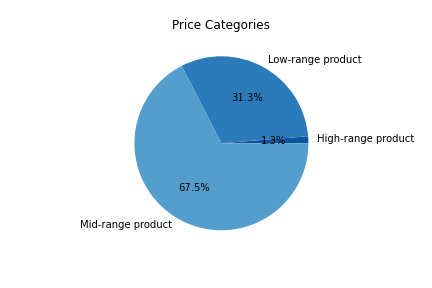 Price Categories
Low-range product
31.3%
High-range product
1.3%
67.5%
Mid-range product